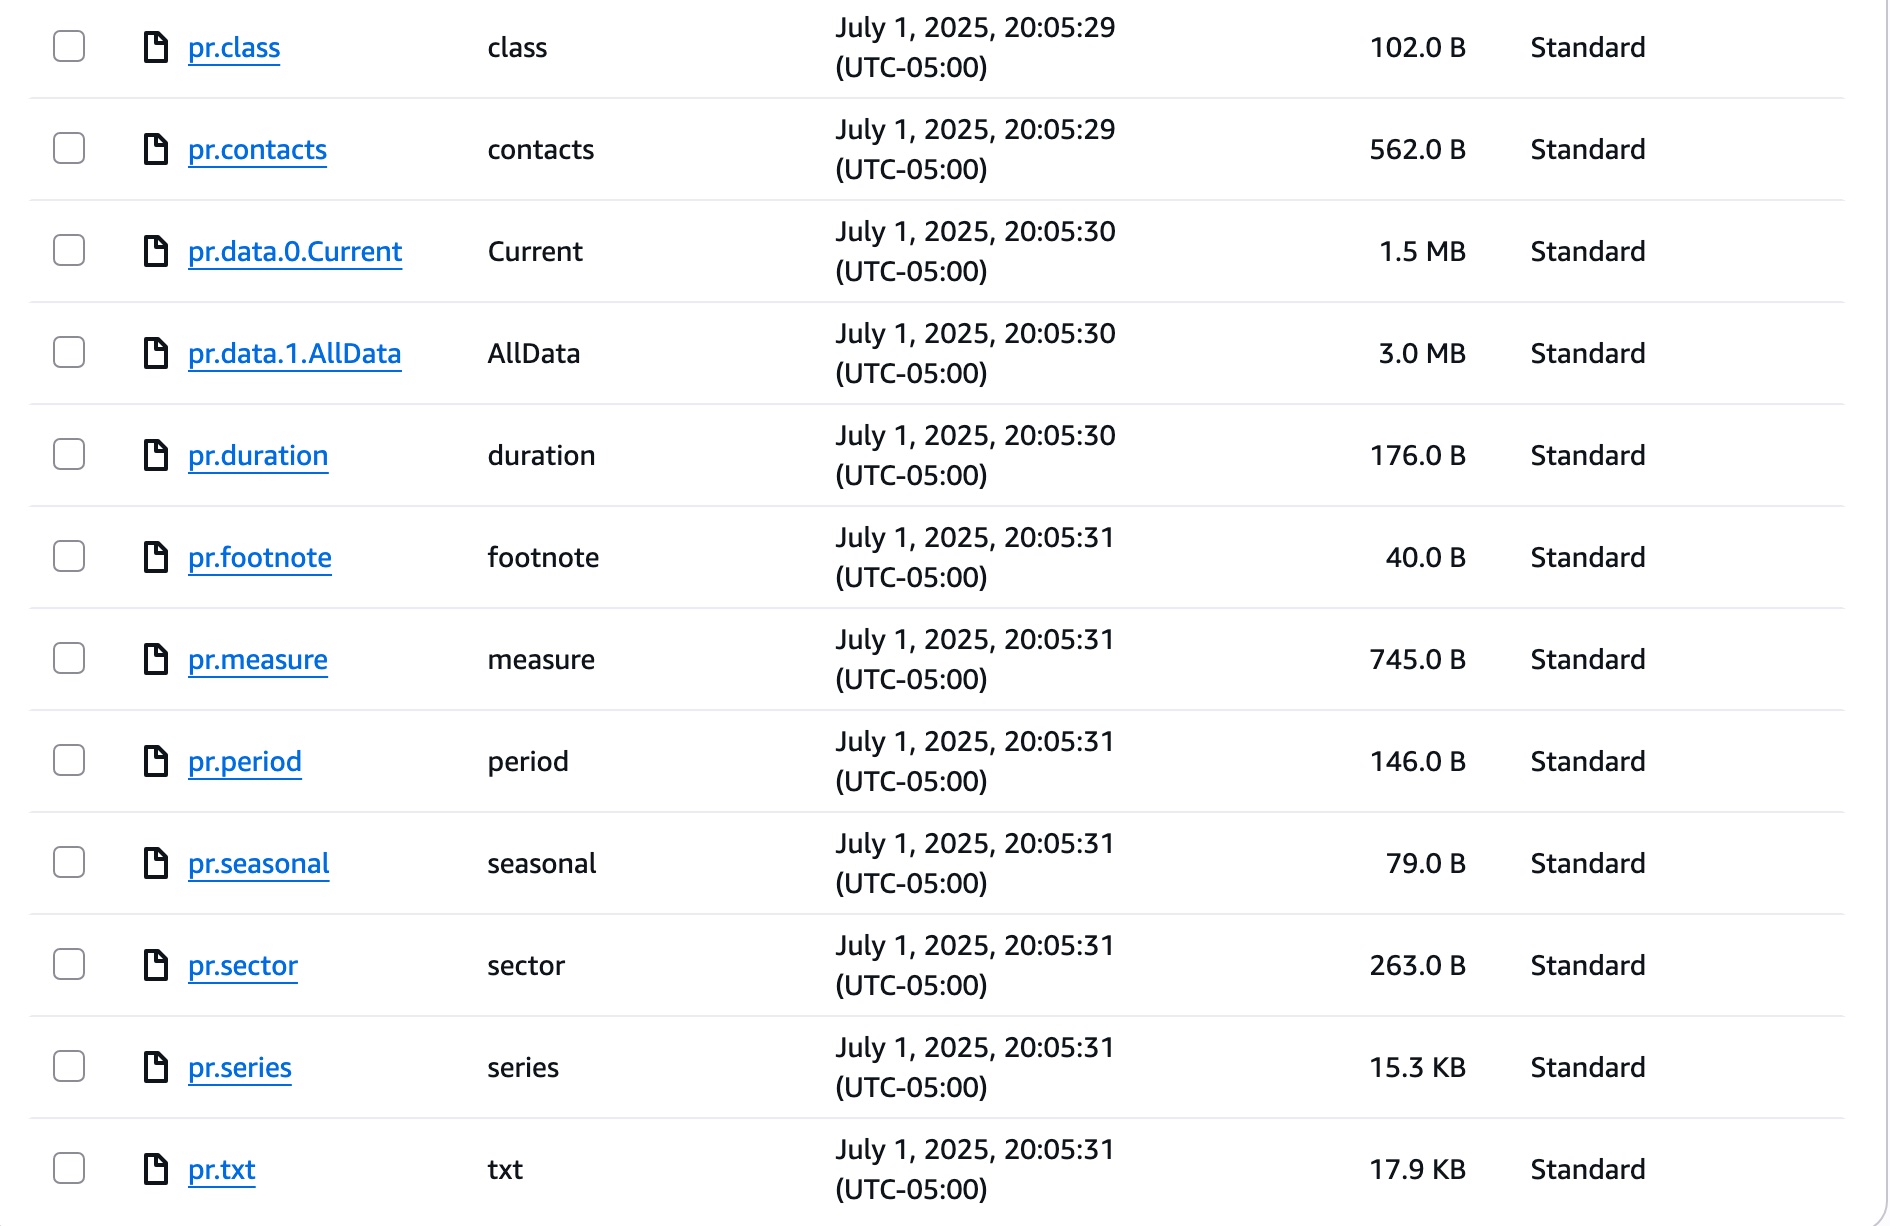 pr.class class July 1, 2025, 20:05:29 (UTC-05:00) 102.0 B Standard
pr.contacts contacts July 1, 2025, 20:05:29 (UTC-05:00) 562.0 B Standard
pr.data.0.Current Current July 1, 2025, 20:05:30 (UTC-05:00) 1.5 MB Standard
pr.data.1.AllData AllData July 1, 2025, 20:05:30 (UTC-05:00) 3.0 MB Standard
pr.duration duration July 1, 2025, 20:05:30 (UTC-05:00) 176.0 B Standard
pr.footnote footnote July 1, 2025, 20:05:31 (UTC-05:00) 40.0 B Standard
pr.measure measure July 1, 2025, 20:05:31 (UTC-05:00) 745.0 B Standard
pr.period period July 1, 2025, 20:05:31 (UTC-05:00) 146.0 B Standard
pr.seasonal seasonal July 1, 2025, 20:05:31 (UTC-05:00) 79.0 B Standard
pr.sector sector July 1, 2025, 20:05:31 (UTC-05:00) 263.0 B Standard
pr.series series July 1, 2025, 20:05:31 (UTC-05:00) 15.3 KB Standard
pr.txt txt July 1, 2025, 20:05:31 (UTC-05:00) 17.9 KB Standard